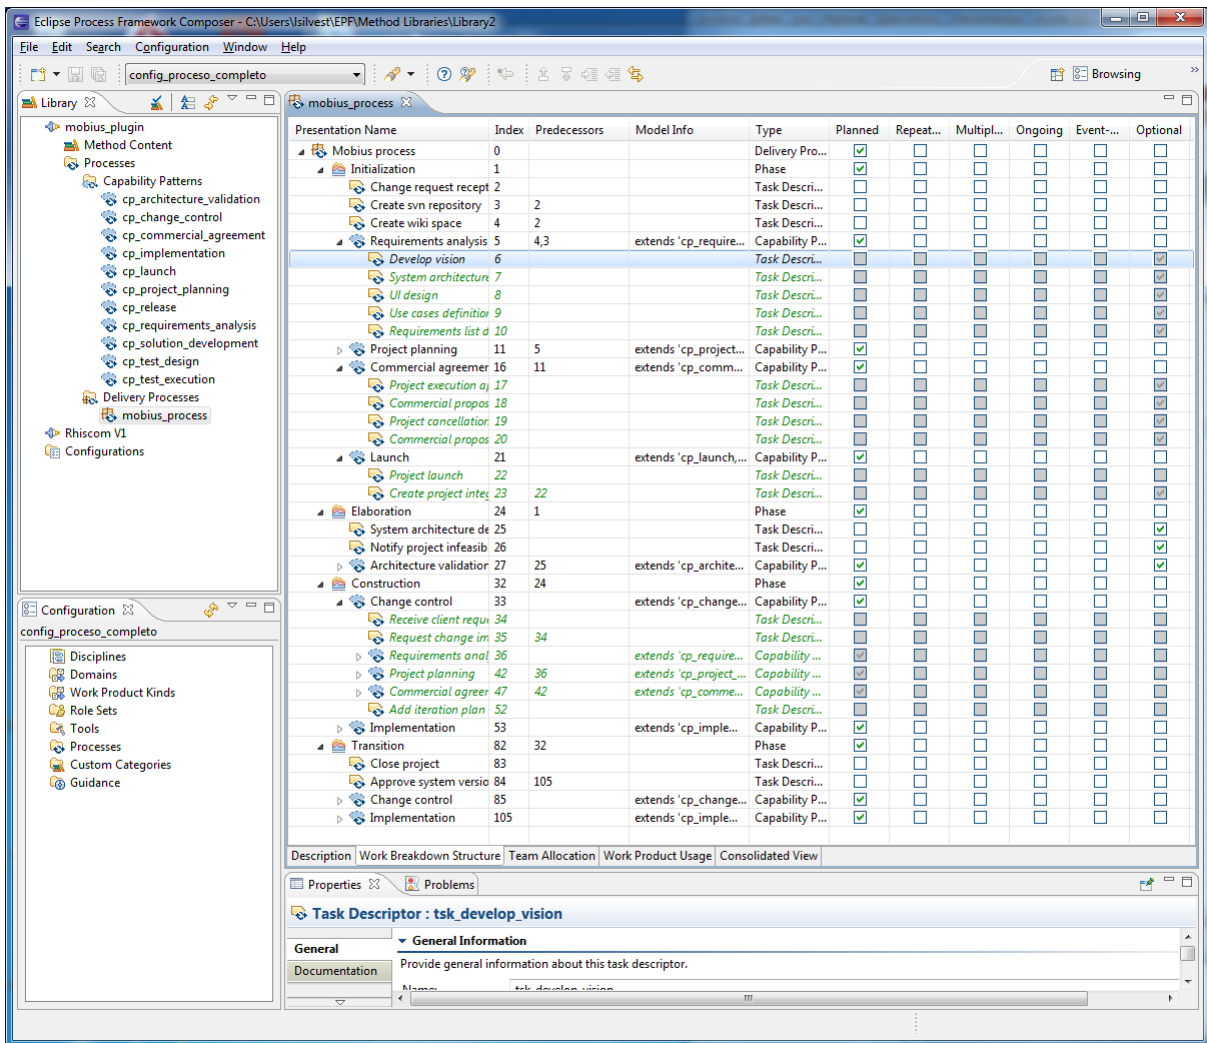 Eclipse Process Framework Composer - C:\Users\lsilvest\EPF\Method Libraries\Library2
File Edit Search Configuration Window Help
config_proceso_completo Browsing »
Library
mobius_plugin
Method Content
Processes
Capability Patterns
cp_architecture_validation
cp_change_control
cp_commercial_agreement
cp_implementation
cp_launch
cp_project_planning
cp_release
cp_requirements_analysis
cp_solution_development
cp_test_design
cp_test_execution
Delivery Processes
mobius_process
Rhiscom V1
Configurations
Configuration
config_proceso_completo
Disciplines
Domains
Work Product Kinds
Role Sets
Tools
Processes
Custom Categories
Guidance
mobius_process
Presentation Name Index Predecessors Model Info Type Planned Repeat... Multipl... Ongoing Event-... Optional
Mobius process 0 Delivery Pro...
Initialization 1 Phase
Change request recept 2 Task Descri...
Create svn repository 3 2 Task Descri...
Create wiki space 4 2 Task Descri...
Requirements analysis 5 4,3 extends 'cp_require... Capability P...
Develop vision 6 Task Descri...
System architecture 7 Task Descri...
UI design 8 Task Descri...
Use cases definition 9 Task Descri...
Requirements list d 10 Task Descri...
Project planning 11 5 extends 'cp_project... Capability P...
Commercial agreemer 16 11 extends 'cp_comm... Capability P...
Project execution a 17 Task Descri...
Commercial propos 18 Task Descri...
Project cancellation 19 Task Descri...
Commercial propos 20 Task Descri...
Launch 21 extends 'cp_launch,... Capability P...
Project launch 22 Task Descri...
Create project integ 23 22 Task Descri...
Elaboration 24 1 Phase
System architecture de 25 Task Descri...
Notify project infeasib 26 Task Descri...
Architecture validation 27 25 extends 'cp_archite... Capability P...
Construction 32 24 Phase
Change control 33 extends 'cp_change... Capability P...
Receive client requ 34 Task Descri...
Request change im 35 34 Task Descri...
Requirements anal 36 extends 'cp_require... Capability ...
Project planning 42 36 extends 'cp_project_... Capability ...
Commercial agreer 47 42 extends 'cp_comme... Capability ...
Add iteration plan 52 Task Descri...
Implementation 53 extends 'cp_imple... Capability P...
Transition 82 32 Phase
Close project 83 Task Descri...
Approve system versio 84 105 Task Descri...
Change control 85 extends 'cp_change... Capability P...
Implementation 105 extends 'cp_imple... Capability P...
Description Work Breakdown Structure Team Allocation Work Product Usage Consolidated View
Properties Problems
Task Descriptor : tsk_develop_vision
General
Documentation
General Information
Provide general information about this task descriptor.
Name: tsk_develop_vision